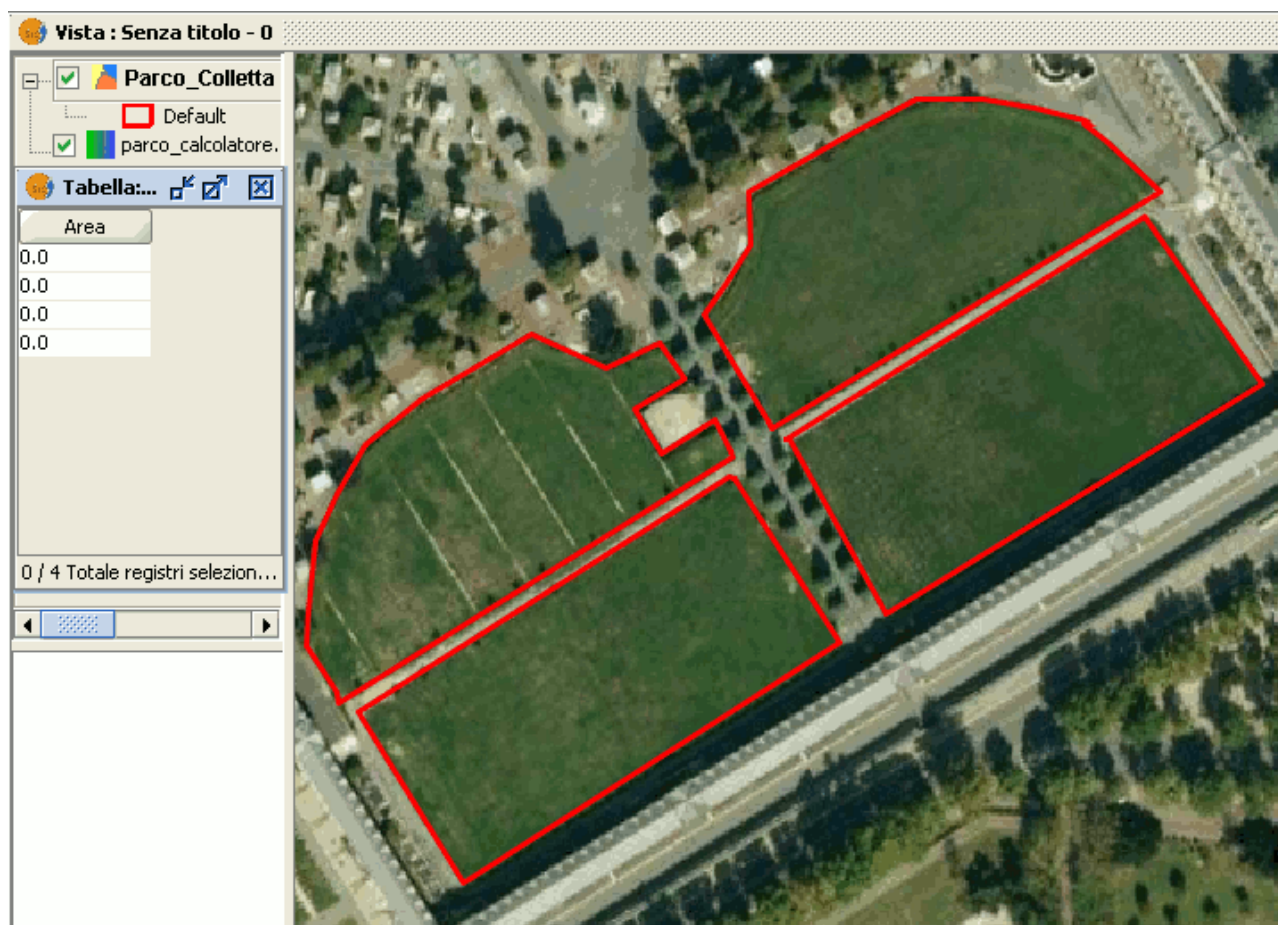 Vista : Senza titolo - 0
Parco_Colletta
Default
parco_calcolatore.
Tabella:...
Area
0.0
0.0
0.0
0.0
0 / 4 Totale registri selezion...